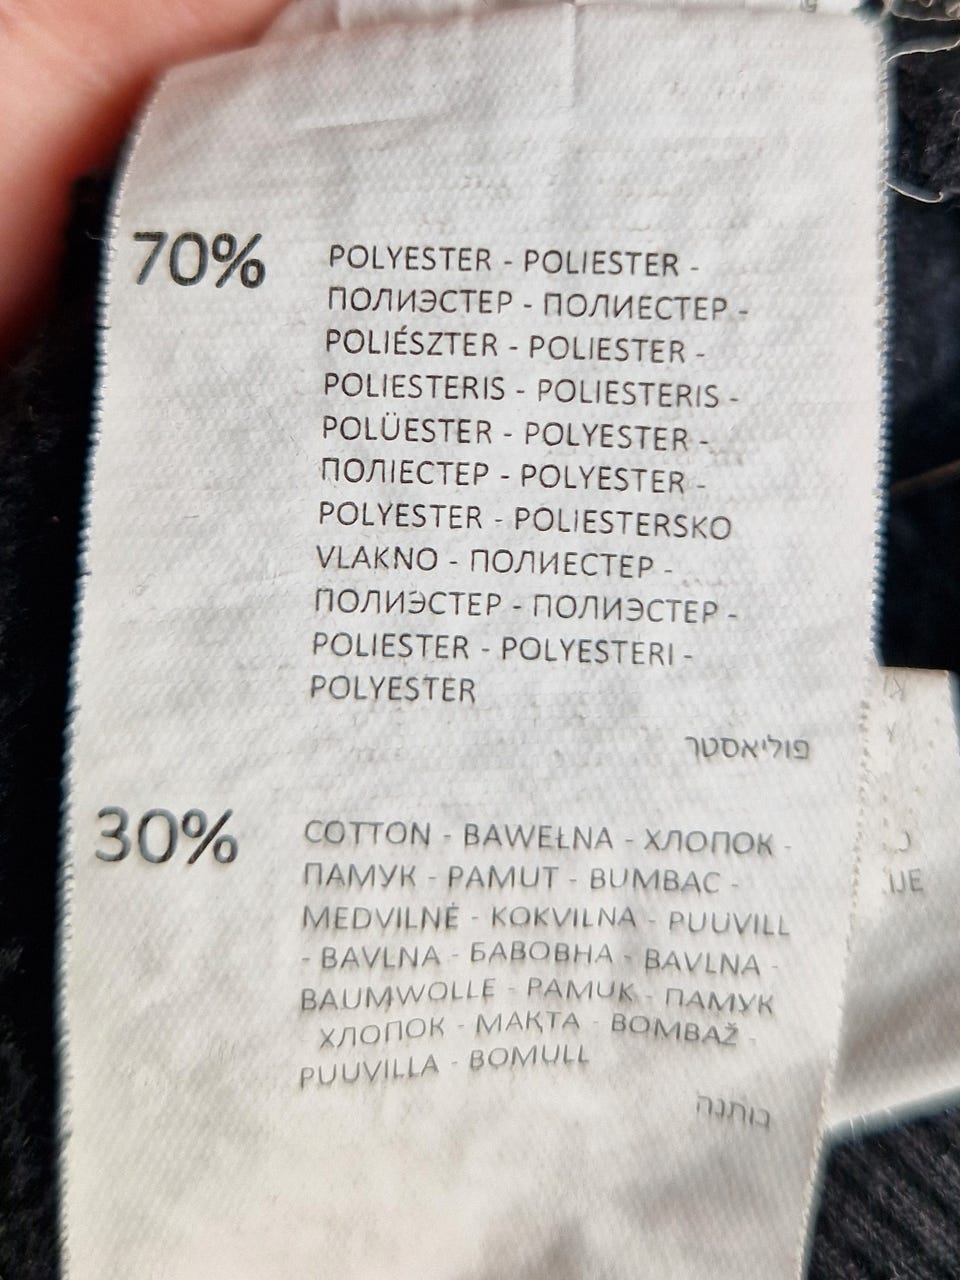 70%
POLYESTER - POLIESTER -
ПОЛИЭСТЕР - ПОЛИЕСТЕР -
POLIÉSZTER - POLIESTER -
POLIESTERIS - POLIESTERIS -
POLÜESTER - POLYESTER -
ПОЛІЕСТЕР - POLYESTER -
POLYESTER - POLIESTERSKO
VLAKNO - ПОЛИЕСТЕР -
ПОЛИЭСТЕР - ПОЛИЭСТЕР -
POLIESTER - POLYESTERI -
POLYESTER
פוליאסטר
30%
COTTON - BAWEŁNA - ХЛОПОК -
ПАМУК - PAMUT - BUMBAC -
MEDVILNĖ - KOKVILNA - PUUVILL
- BAVLNA - БАВОВНА - BAVLNA -
BAUMWOLLE - PAMUK - ПАМУК
ХЛОПОК - МАҚТА - BOMBAŽ -
PUUVILLA - BOMULL
כותנה